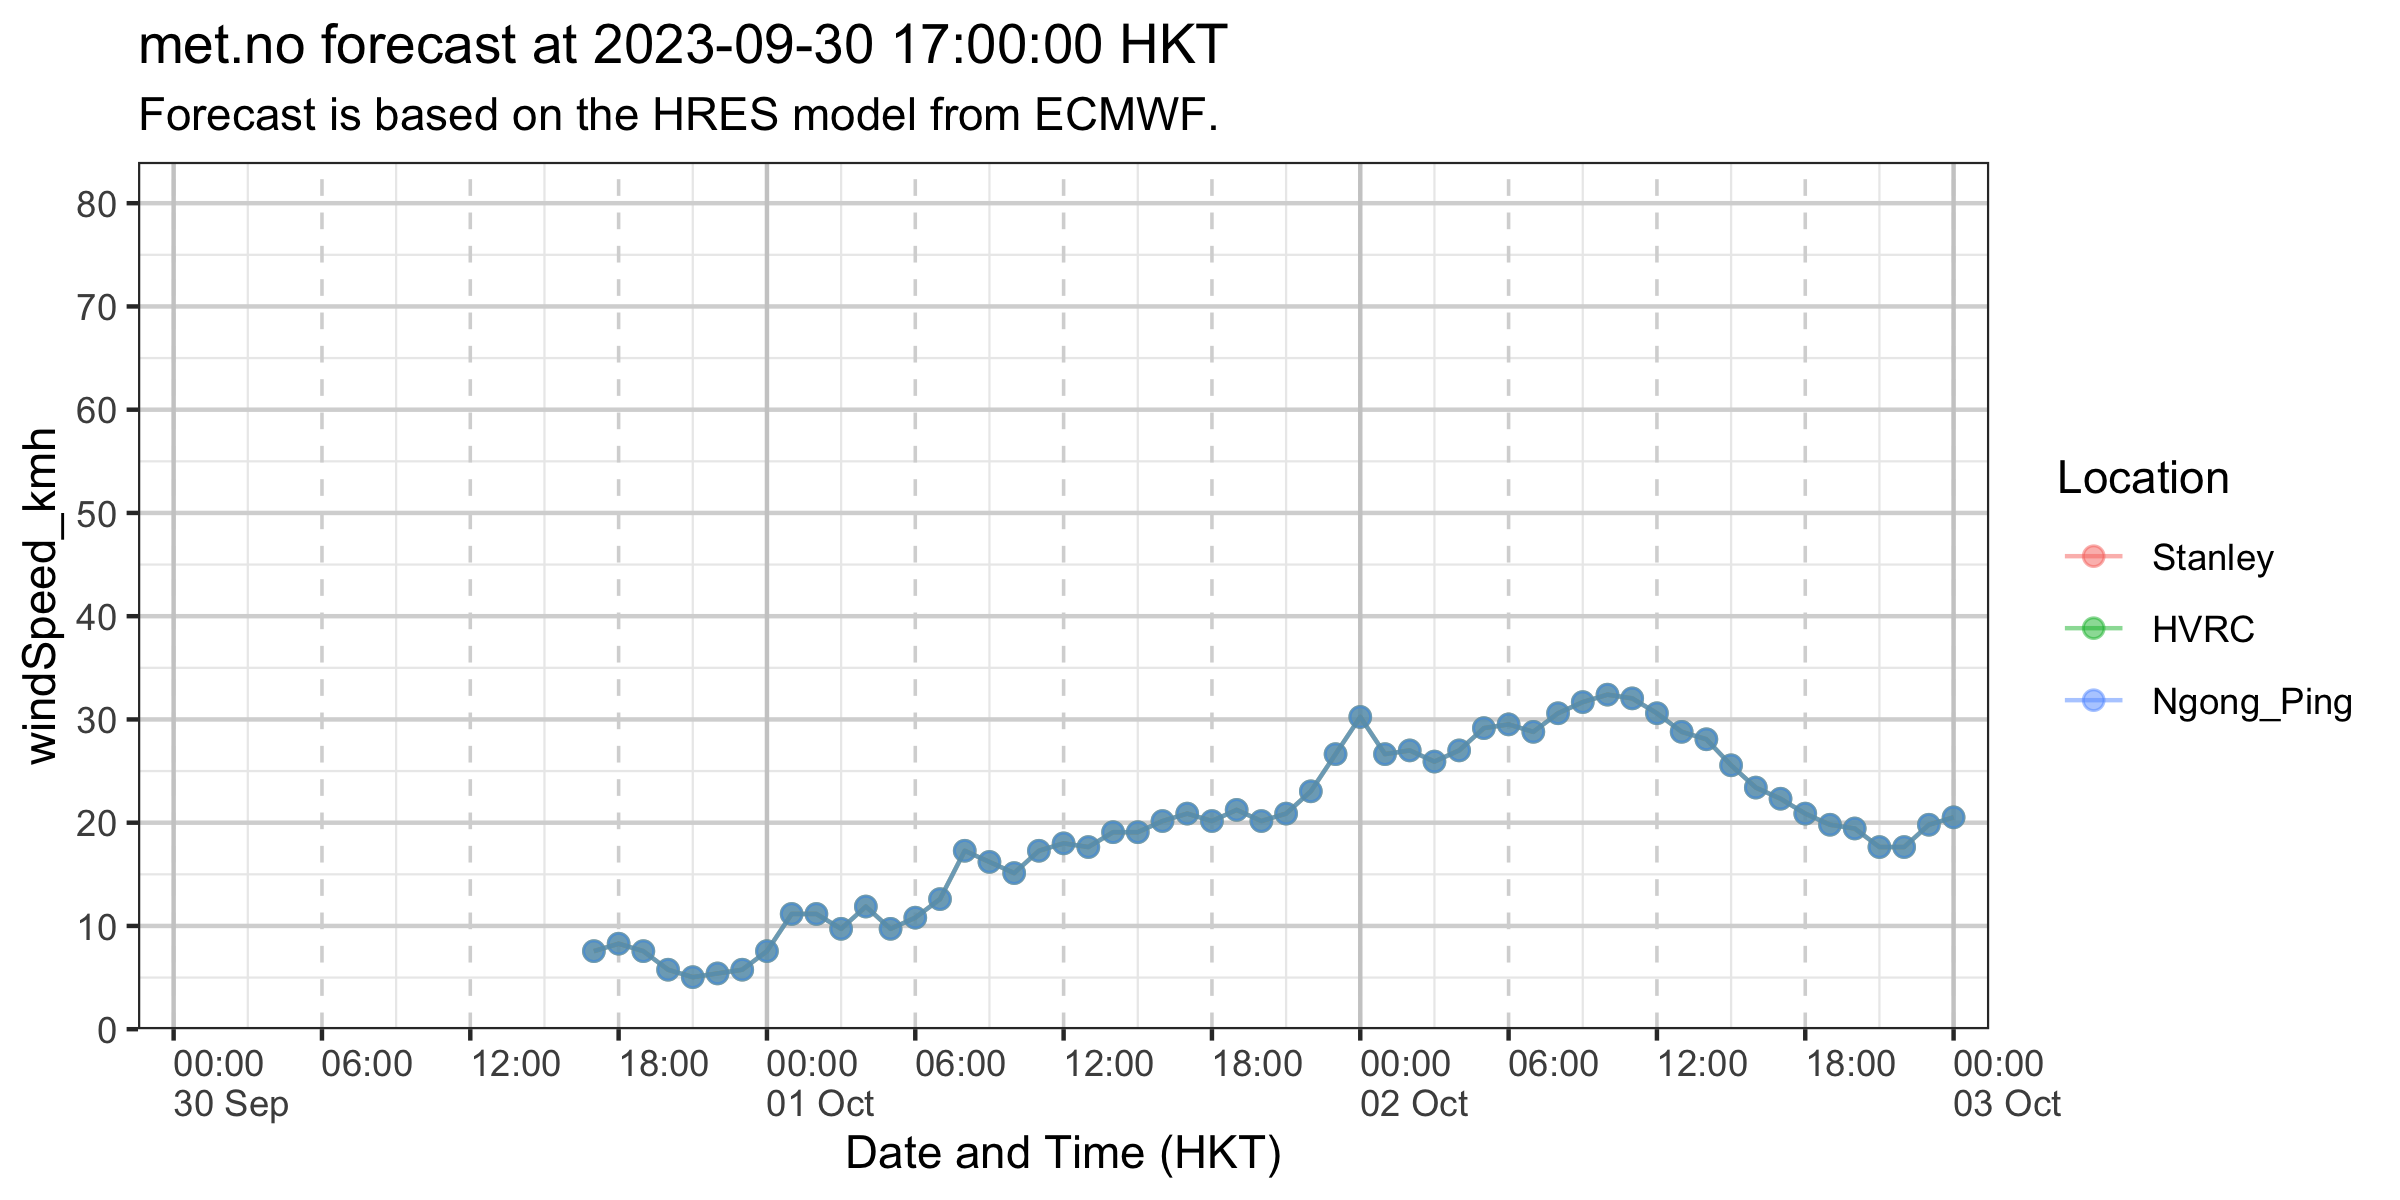 met.no forecast at 2023-09-30 17:00:00 HKT
Forecast is based on the HRES model from ECMWF.
windSpeed_kmh
80
70
60
50
40
30
20
10
0
00:00 06:00 12:00 18:00 00:00 06:00 12:00 18:00 00:00 06:00 12:00 18:00 00:00
30 Sep 01 Oct 02 Oct 03 Oct
Date and Time (HKT)
Location
Stanley
HVRC
Ngong_Ping